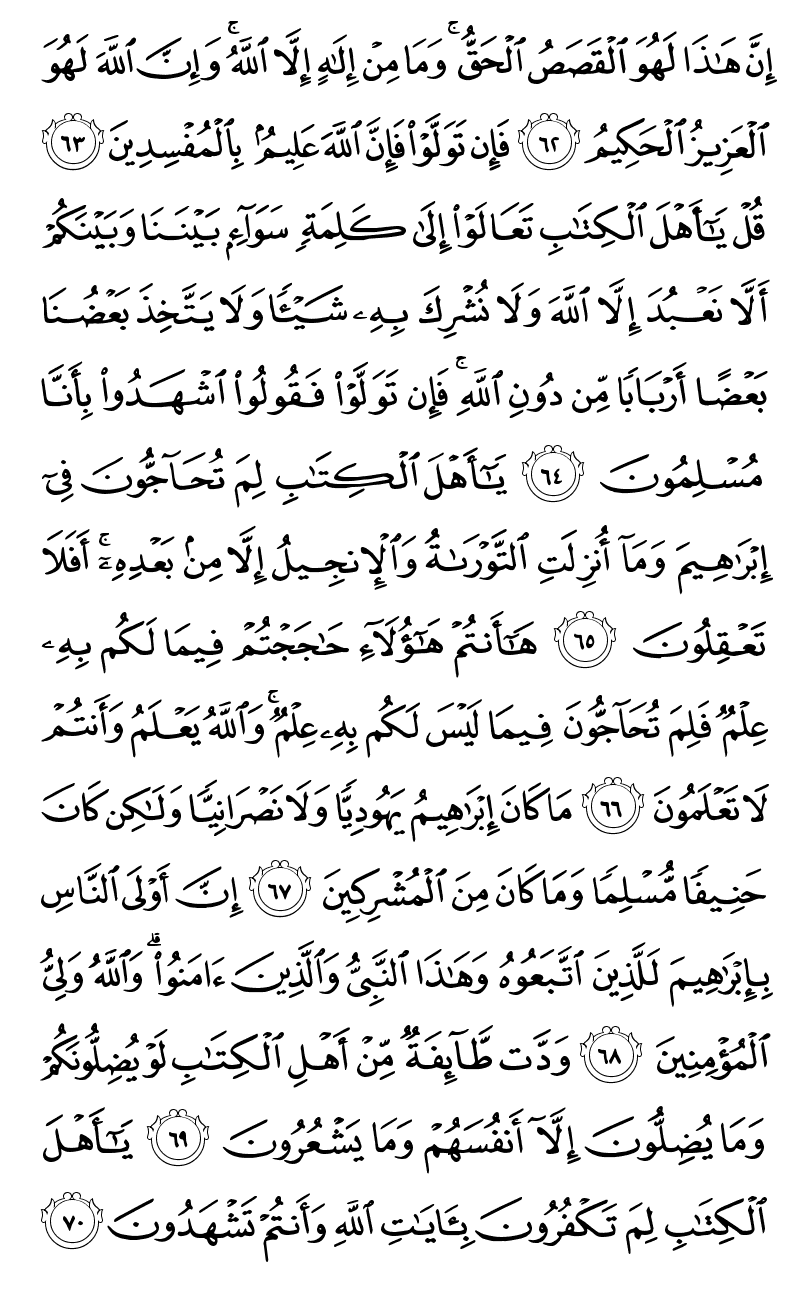 إِنَّ هَٰذَا لَهُوَ ٱلْقَصَصُ ٱلْحَقُّ ۚ وَمَا مِنْ إِلَٰهٍ إِلَّا ٱللَّهُ ۚ وَإِنَّ ٱللَّهَ لَهُوَ
ٱلْعَزِيزُ ٱلْحَكِيمُ ٦٢ فَإِن تَوَلَّوْا۟ فَإِنَّ ٱللَّهَ عَلِيمٌۢ بِٱلْمُفْسِدِينَ ٦٣
قُلْ يَٰٓأَهْلَ ٱلْكِتَٰبِ تَعَالَوْا۟ إِلَىٰ كَلِمَةٍ سَوَآءٍۭ بَيْنَنَا وَبَيْنَكُمْ
أَلَّا نَعْبُدَ إِلَّا ٱللَّهَ وَلَا نُشْرِكَ بِهِۦ شَيْـًٔا وَلَا يَتَّخِذَ بَعْضُنَا
بَعْضًا أَرْبَابًا مِّن دُونِ ٱللَّهِ ۚ فَإِن تَوَلَّوْا۟ فَقُولُوا۟ ٱشْهَدُوا۟ بِأَنَّا
مُسْلِمُونَ ٦٤ يَٰٓأَهْلَ ٱلْكِتَٰبِ لِمَ تُحَآجُّونَ فِىٓ
إِبْرَٰهِيمَ وَمَآ أُنزِلَتِ ٱلتَّوْرَىٰةُ وَٱلْإِنجِيلُ إِلَّا مِنۢ بَعْدِهِۦٓ ۚ أَفَلَا
تَعْقِلُونَ ٦٥ هَٰٓأَنتُمْ هَٰٓؤُلَآءِ حَٰجَجْتُمْ فِيمَا لَكُم بِهِۦ
عِلْمٌ فَلِمَ تُحَآجُّونَ فِيمَا لَيْسَ لَكُم بِهِۦ عِلْمٌ ۚ وَٱللَّهُ يَعْلَمُ وَأَنتُمْ
لَا تَعْلَمُونَ ٦٦ مَا كَانَ إِبْرَٰهِيمُ يَهُودِيًّا وَلَا نَصْرَانِيًّا وَلَٰكِن كَانَ
حَنِيفًا مُّسْلِمًا وَمَا كَانَ مِنَ ٱلْمُشْرِكِينَ ٦٧ إِنَّ أَوْلَى ٱلنَّاسِ
بِإِبْرَٰهِيمَ لَلَّذِينَ ٱتَّبَعُوهُ وَهَٰذَا ٱلنَّبِىُّ وَٱلَّذِينَ ءَامَنُوا۟ ۗ وَٱللَّهُ وَلِىُّ
ٱلْمُؤْمِنِينَ ٦٨ وَدَّت طَّآئِفَةٌ مِّنْ أَهْلِ ٱلْكِتَٰبِ لَوْ يُضِلُّونَكُمْ
وَمَا يُضِلُّونَ إِلَّآ أَنفُسَهُمْ وَمَا يَشْعُرُونَ ٦٩ يَٰٓأَهْلَ
ٱلْكِتَٰبِ لِمَ تَكْفُرُونَ بِـَٔايَٰتِ ٱللَّهِ وَأَنتُمْ تَشْهَدُونَ ٧٠